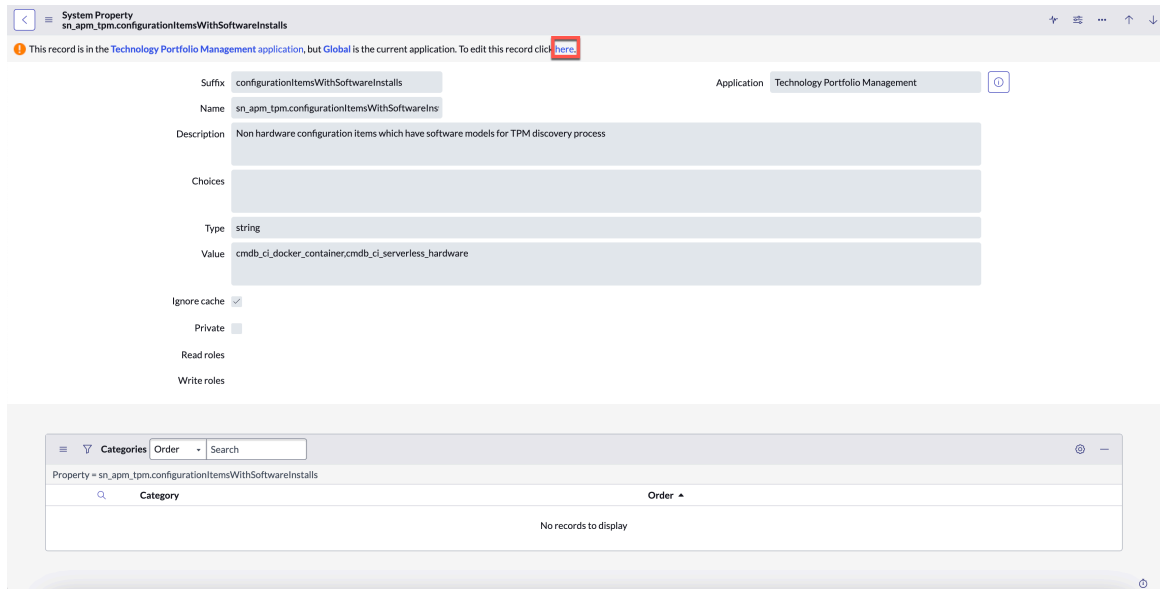 System Property
sn_apm_tpm.configurationItemsWithSoftwareInstalls
This record is in the Technology Portfolio Management application, but Global is the current application. To edit this record click here.
Suffix configurationItemsWithSoftwareInstalls Application Technology Portfolio Management
Name sn_apm_tpm.configurationItemsWithSoftwareIns
Description Non hardware configuration items which have software models for TPM discovery process
Choices
Type string
Value cmdb_ci_docker_container,cmdb_ci_serverless_hardware
Ignore cache
Private
Read roles
Write roles
Categories Order Search
Property = sn_apm_tpm.configurationItemsWithSoftwareInstalls
Category Order
No records to display